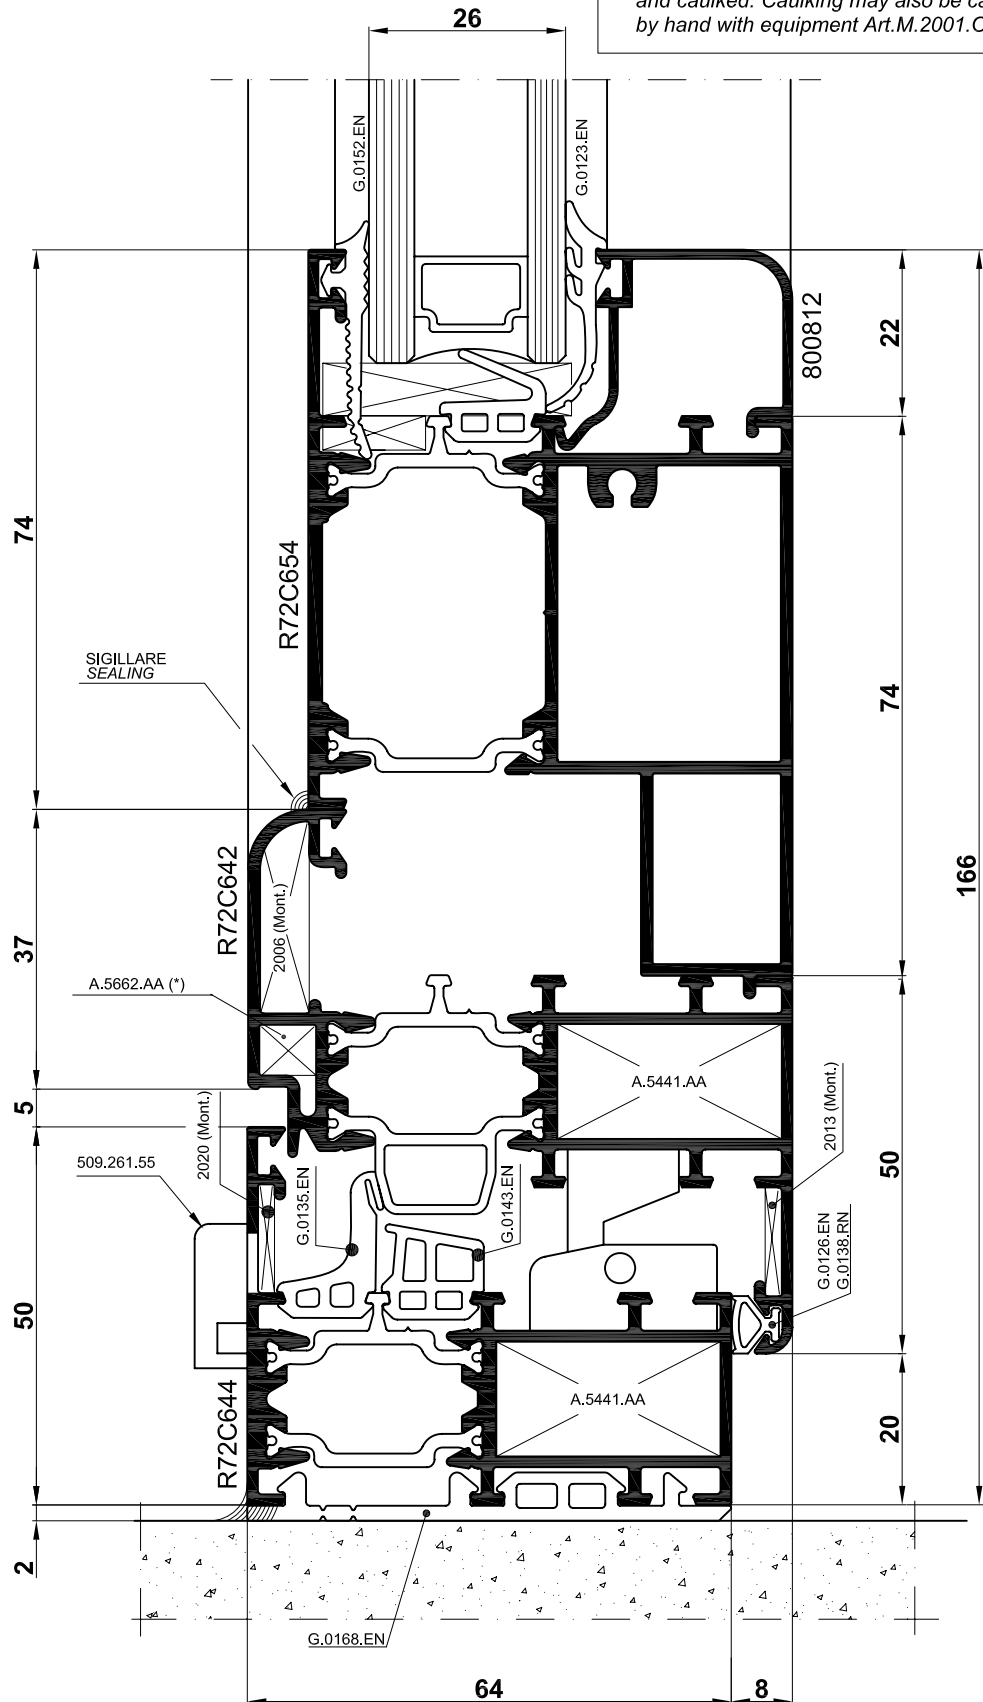 and caulked. Caulking may also be ca
by hand with equipment Art.M.2001.C
26
G.0152.EN
G.0123.EN
800812
22
74
R72C654
SIGILLARE
SEALING
74
166
R72C642
2006 (Mont.)
37
A.5662.AA (*)
A.5441.AA
5
2020 (Mont.)
2013 (Mont.)
509.261.55
G.0135.EN
G.0143.EN
50
G.0126.EN
G.0138.RN
50
A.5441.AA
R72C644
20
2
G.0168.EN
64
8